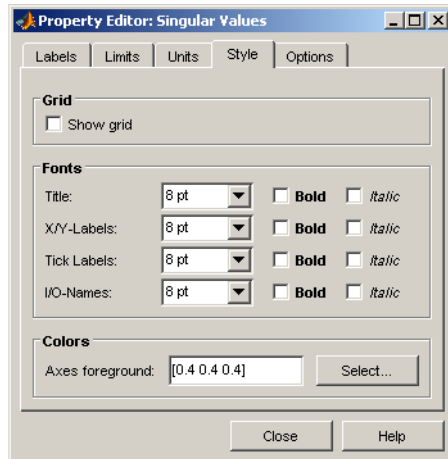 Property Editor: Singular Values
Labels Limits Units Style Options
Grid
Show grid
Fonts
Title: 8 pt Bold Italic
X/Y-Labels: 8 pt Bold Italic
Tick Labels: 8 pt Bold Italic
I/O-Names: 8 pt Bold Italic
Colors
Axes foreground: [0.4 0.4 0.4] Select...
Close Help